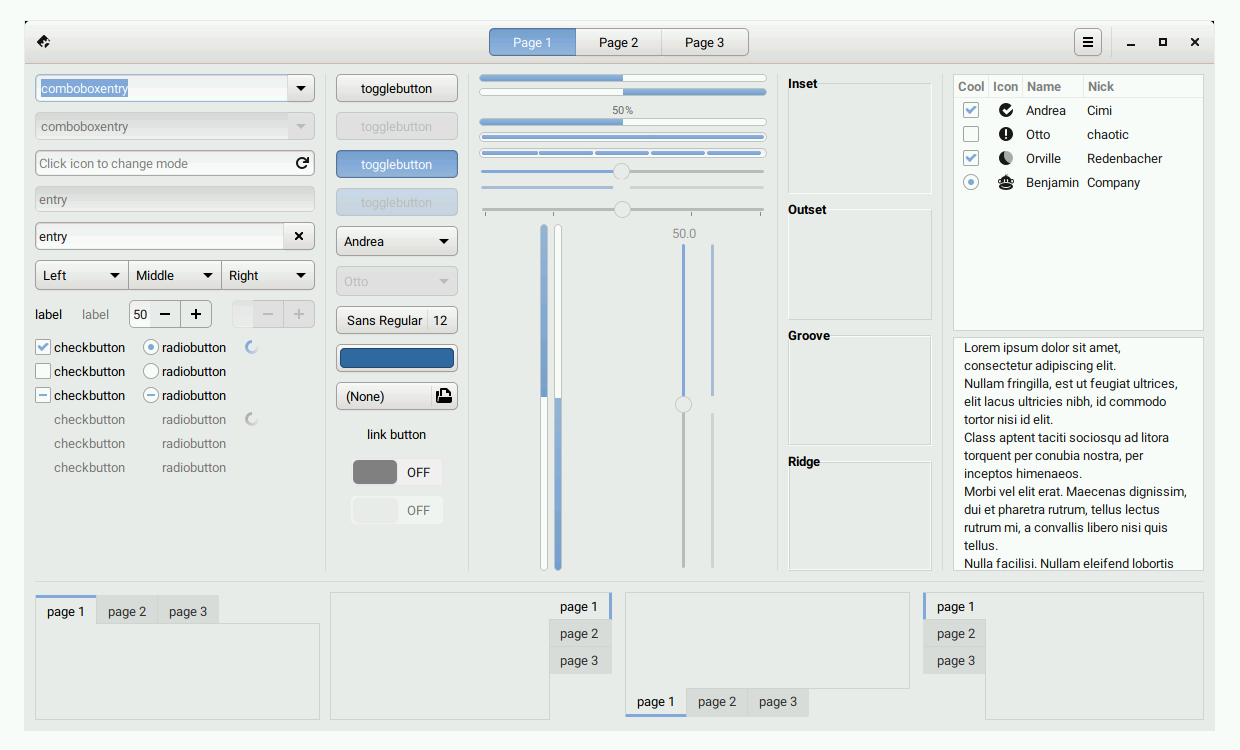 Page 1 Page 2 Page 3
comboboxentry
comboboxentry
Click icon to change mode
entry
entry
Left Middle Right
label label 50
checkbutton radiobutton
checkbutton radiobutton
checkbutton radiobutton
checkbutton radiobutton
checkbutton radiobutton
checkbutton radiobutton
togglebutton
togglebutton
togglebutton
togglebutton
Andrea
Otto
Sans Regular 12
(None)
link button
OFF
OFF
50%
50.0
Inset
Outset
Groove
Ridge
Cool Icon Name Nick
Andrea Cimi
Otto chaotic
Orville Redenbacher
Benjamin Company
Lorem ipsum dolor sit amet,
consectetur adipiscing elit.
Nullam fringilla, est ut feugiat ultrices,
elit lacus ultricies nibh, id commodo
tortor nisi id elit.
Class aptent taciti sociosqu ad litora
torquent per conubia nostra, per
inceptos himenaeos.
Morbi vel elit erat. Maecenas dignissim,
dui et pharetra rutrum, tellus lectus
rutrum mi, a convallis libero nisi quis
tellus.
Nulla facilisi. Nullam eleifend lobortis
page 1 page 2 page 3
page 1
page 2
page 3
page 1 page 2 page 3
page 1
page 2
page 3